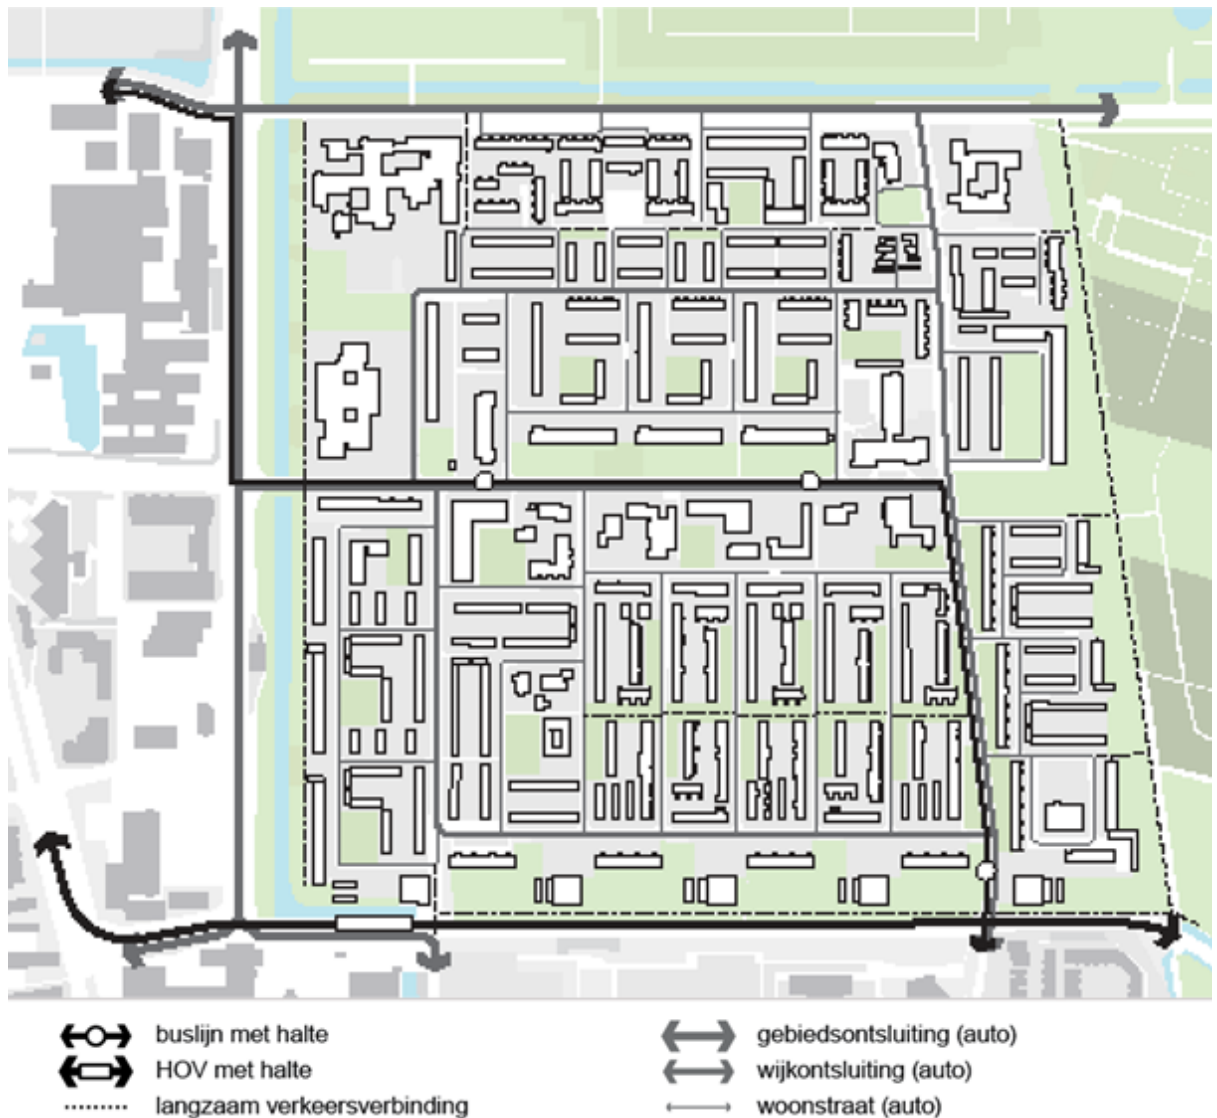 buslijn met halte
gebiedsontsluiting (auto)
HOV met halte
wijkontsluiting (auto)
langzaam verkeersverbinding
woonstraat (auto)